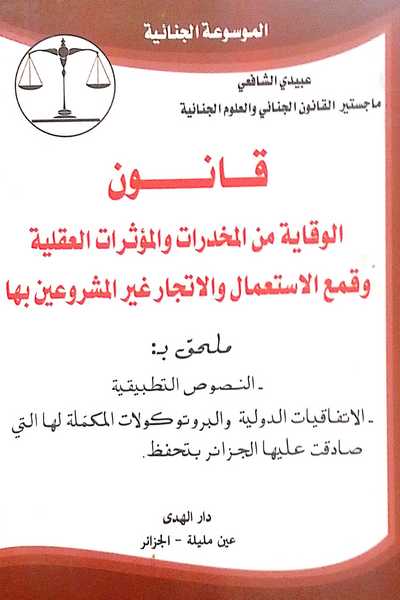 الموسوعة الجنائية
عبيدي الشافعي
ماجستير القانون الجنائي والعلوم الجنائية
قانون
الوقاية من المخدرات والمؤثرات العقلية
وقمع الاستعمال والاتجار غير المشروعين بها
ملحق بـ:
- النصوص التطبيقية
- الاتفاقيات الدولية والبروتوكولات المكملة لها التي
صادقت عليها الجزائر بتحفظ.
دار الهدى
عين مليلة - الجزائر